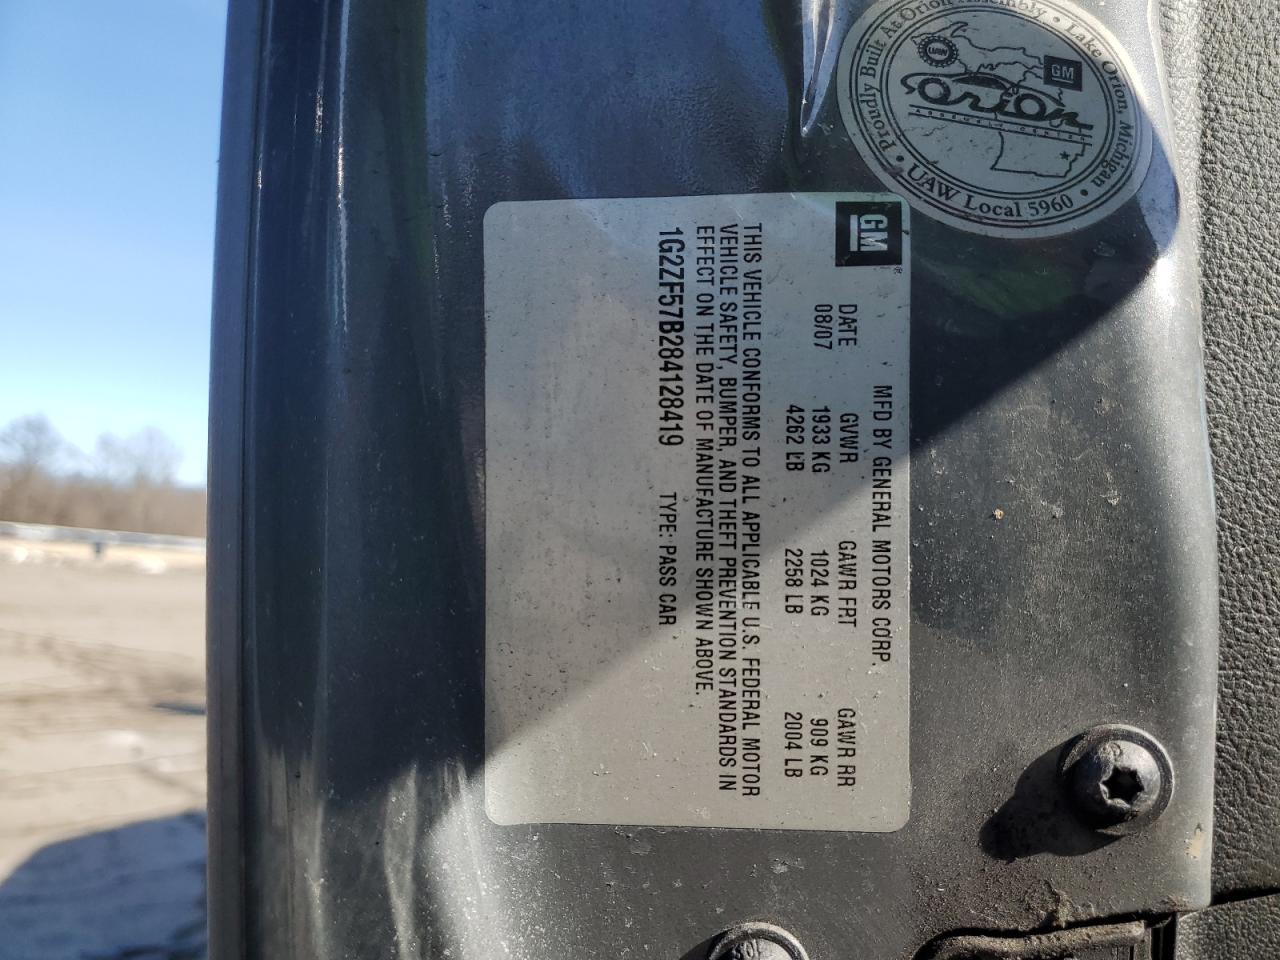 Proudly Built At Orion Assembly • Lake Orion, Michigan •
UAW Local 5960 •
UAW
GM
Orion
ASSEMBLY CENTER
GM
®
MFD BY GENERAL MOTORS CORP.
DATE GVWR GAWR FRT GAWR RR
08/07 1933 KG 1024 KG 909 KG
4262 LB 2258 LB 2004 LB
THIS VEHICLE CONFORMS TO ALL APPLICABLE U.S. FEDERAL MOTOR
VEHICLE SAFETY, BUMPER, AND THEFT PREVENTION STANDARDS IN
EFFECT ON THE DATE OF MANUFACTURE SHOWN ABOVE.
1G2ZF57B284128419 TYPE: PASS CAR